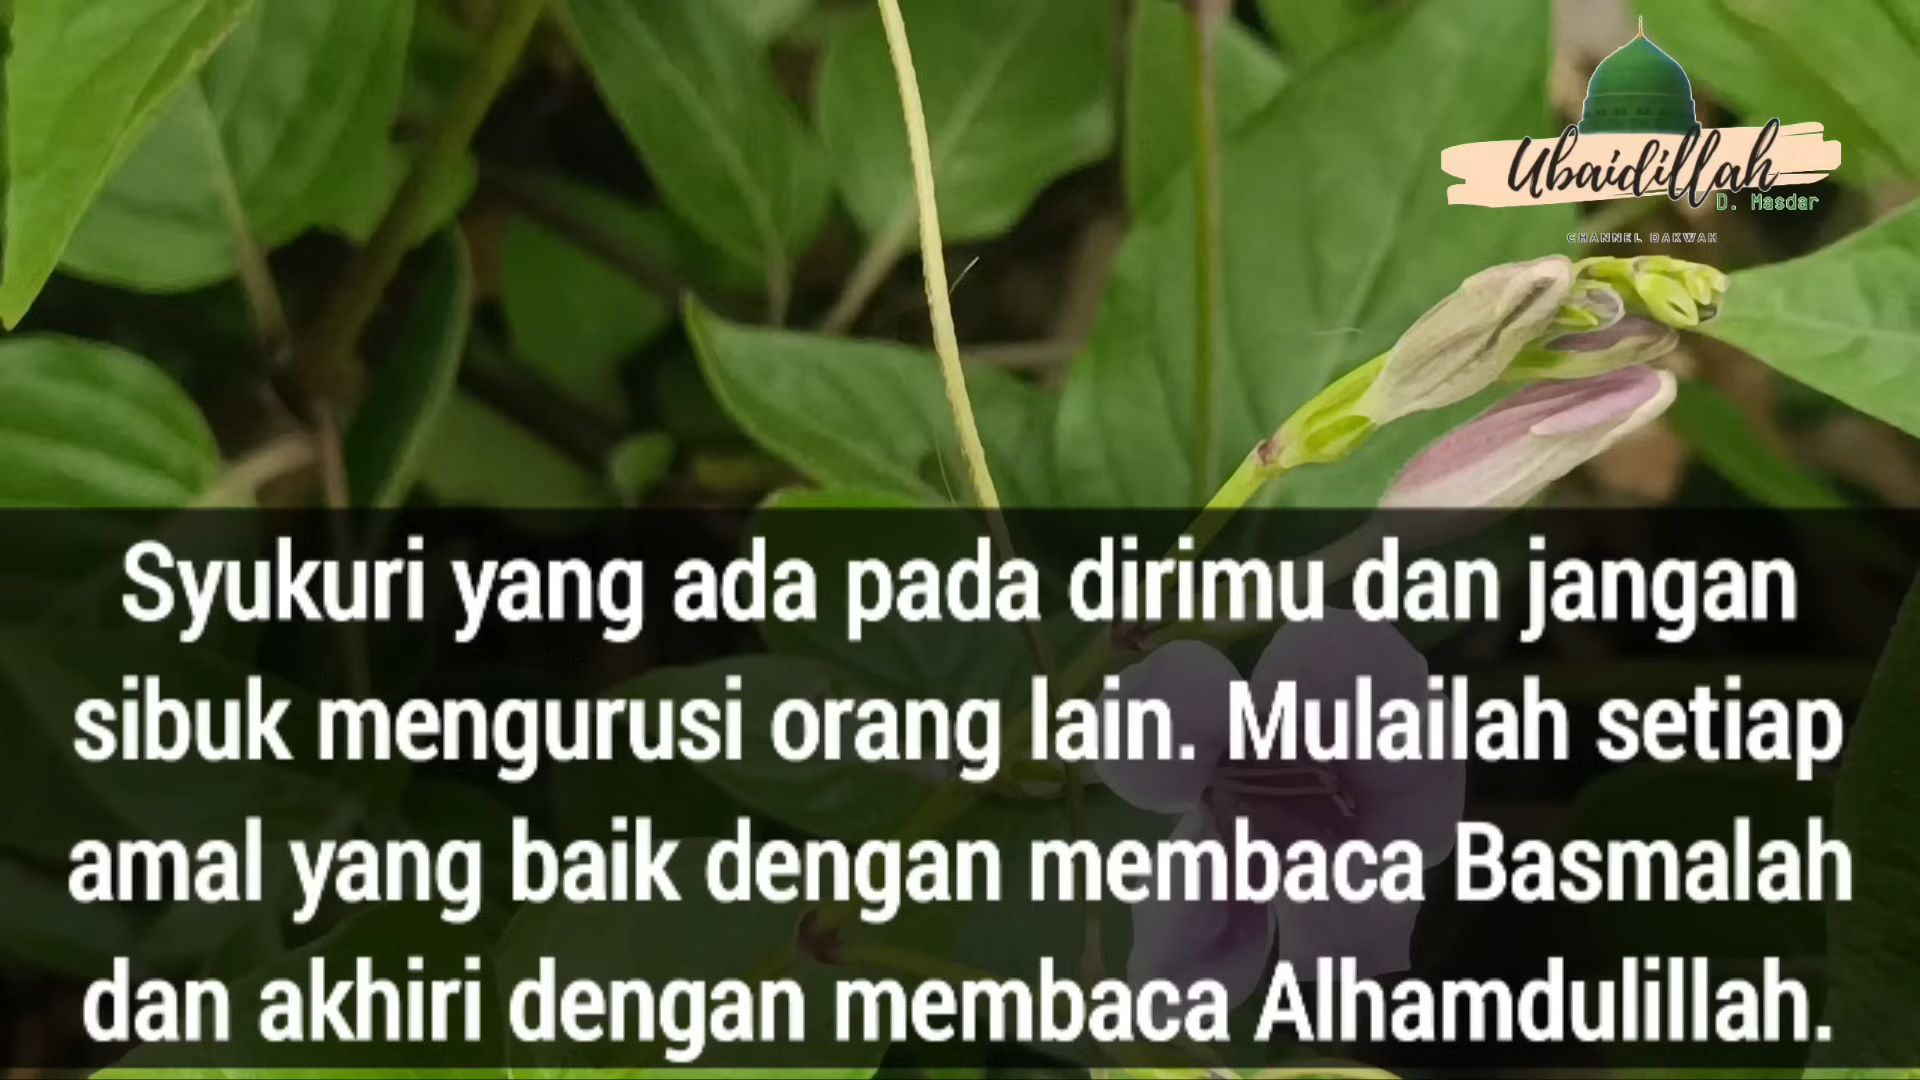 Ubaidillah
D. Masdar
CHANNEL DAKWAH
Syukuri yang ada pada dirimu dan jangan
sibuk mengurusi orang lain. Mulailah setiap
amal yang baik dengan membaca Basmalah
dan akhiri dengan membaca Alhamdulillah.